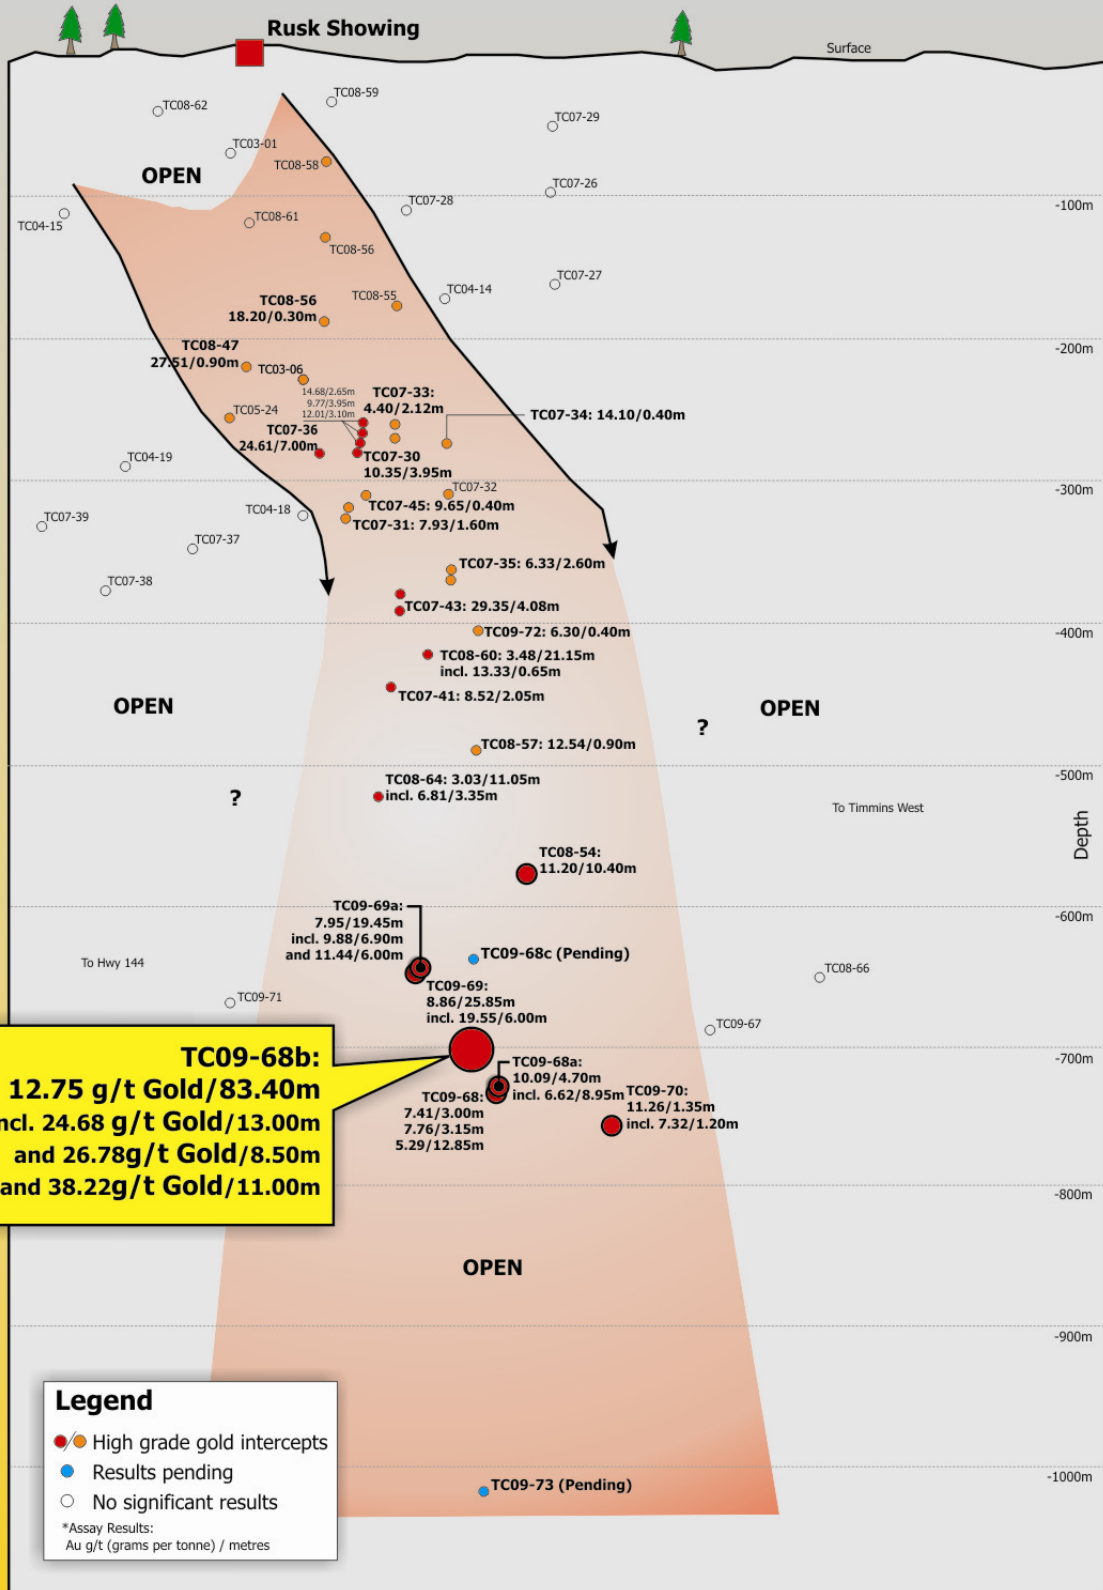 Rusk Showing
Surface
TC08-59
TC08-62
TC07-29
TC03-01
TC08-58
OPEN
TC07-26
TC07-28
-100m
TC04-15
TC08-61
TC08-56
TC07-27
TC04-14
TC08-55
TC08-56
18.20/0.30m
TC08-47
27.51/0.90m
-200m
TC03-06
14.68/2.65m
9.77/3.95m
12.01/3.10m
TC07-33:
4.40/2.12m
TC05-24
TC07-34: 14.10/0.40m
TC07-36
24.61/7.00m
TC07-30
10.35/3.95m
TC04-19
TC07-32
-300m
TC07-45: 9.65/0.40m
TC04-18
TC07-39
TC07-31: 7.93/1.60m
TC07-37
TC07-35: 6.33/2.60m
TC07-38
TC07-43: 29.35/4.08m
TC09-72: 6.30/0.40m
-400m
TC08-60: 3.48/21.15m
incl. 13.33/0.65m
TC07-41: 8.52/2.05m
OPEN
OPEN
?
TC08-57: 12.54/0.90m
-500m
TC08-64: 3.03/11.05m
incl. 6.81/3.35m
?
To Timmins West
Depth
TC08-54:
11.20/10.40m
TC09-69a:
7.95/19.45m
incl. 9.88/6.90m
and 11.44/6.00m
-600m
TC09-68c (Pending)
To Hwy 144
TC08-66
TC09-69:
8.86/25.85m
incl. 19.55/6.00m
TC09-71
TC09-67
-700m
TC09-68b:
12.75 g/t Gold/83.40m
ncl. 24.68 g/t Gold/13.00m
and 26.78g/t Gold/8.50m
and 38.22g/t Gold/11.00m
TC09-68a:
10.09/4.70m
incl. 6.62/8.95m
TC09-68:
7.41/3.00m
7.76/3.15m
5.29/12.85m
TC09-70:
11.26/1.35m
incl. 7.32/1.20m
-800m
OPEN
-900m
-1000m
TC09-73 (Pending)
Legend
High grade gold intercepts
Results pending
No significant results
*Assay Results:
Au g/t (grams per tonne) / metres